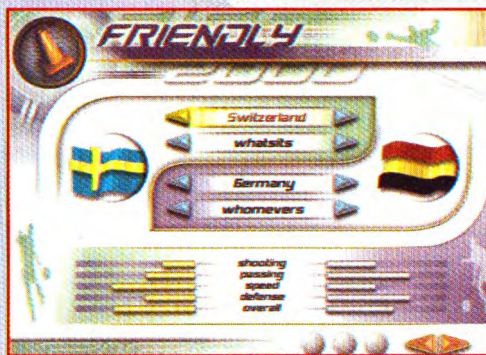 FRIENDLY
2000
Switzerland
whatsits
Germany
whomevers
shooting
passing
speed
defense
overall